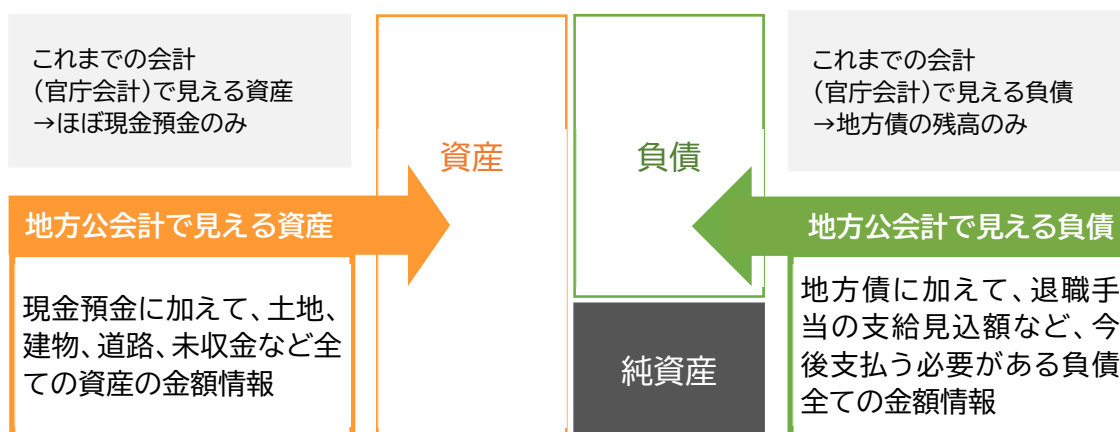 これまでの会計
（官庁会計）で見える資産
→ほぼ現金預金のみ
資産
負債
これまでの会計
（官庁会計）で見える負債
→地方債の残高のみ
地方公会計で見える資産
地方公会計で見える負債
現金預金に加えて、土地、
建物、道路、未収金など全
ての資産の金額情報
純資産
地方債に加えて、退職手
当の支給見込額など、今
後支払う必要がある負債
全ての金額情報